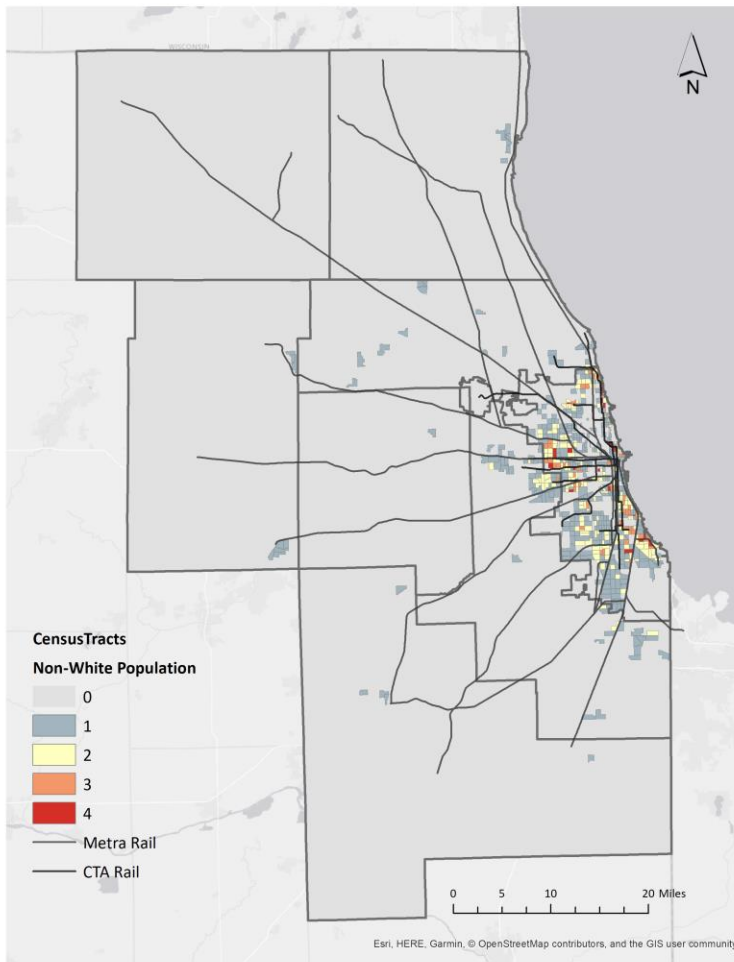 WISCONSIN
N
CensusTracts
Non-White Population
0
1
2
3
4
Metra Rail
CTA Rail
0 5 10 20 Miles
Esri, HERE, Garmin, © OpenStreetMap contributors, and the GIS user community